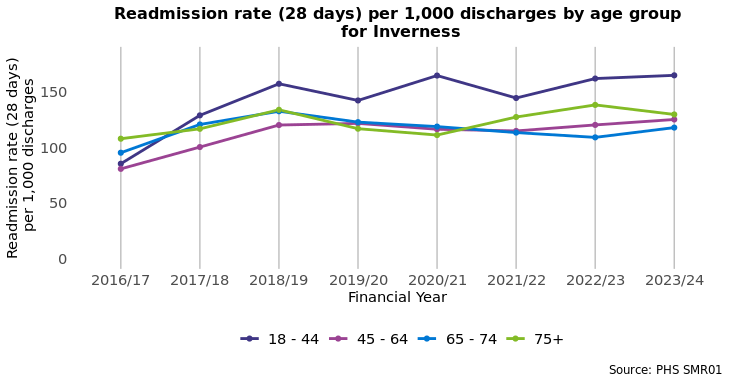 Readmission rate (28 days) per 1,000 discharges by age group
for Inverness
Readmission rate (28 days)
per 1,000 discharges
150
100
50
0
2016/17 2017/18 2018/19 2019/20 2020/21 2021/22 2022/23 2023/24
Financial Year
18 - 44 45 - 64 65 - 74 75+
Source: PHS SMR01